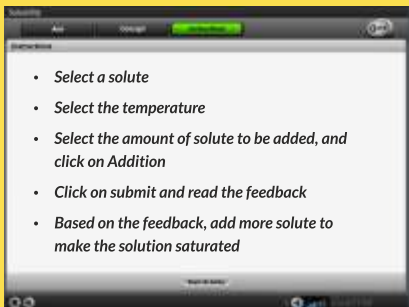 Solubility
Aim
Concept
Instructions
• Select a solute
• Select the temperature
• Select the amount of solute to be added, and
click on Addition
• Click on submit and read the feedback
• Based on the feedback, add more solute to
make the solution saturated